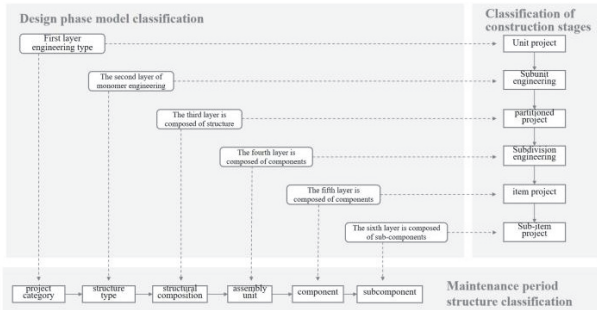 Design phase model classification
Classification of
construction stages
First layer
engineering type
Unit project
The second layer of
monomer engineering
Subunit
engineering
The third layer is
composed of structure
partitioned
project
The fourth layer is
composed of components
Subdivision
engineering
The fifth layer is
composed of components
item project
The sixth layer is composed
of sub-components
Sub-item
project
project
category
structure
type
structural
composition
assembly
unit
component
subcomponent
Maintenance period
structure classification